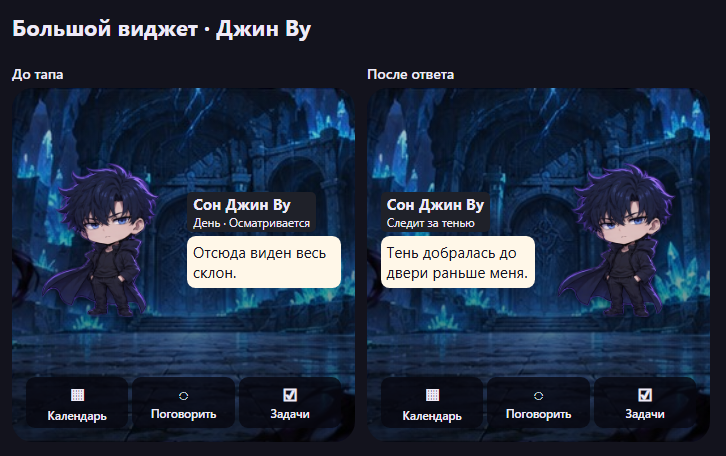 Большой виджет · Джин Ву
До тапа
Сон Джин Ву
День · Осматривается
Отсюда виден весь
склон.
Календарь
Поговорить
Задачи
После ответа
Сон Джин Ву
Следит за тенью
Тень добралась до
двери раньше меня.
Календарь
Поговорить
Задачи